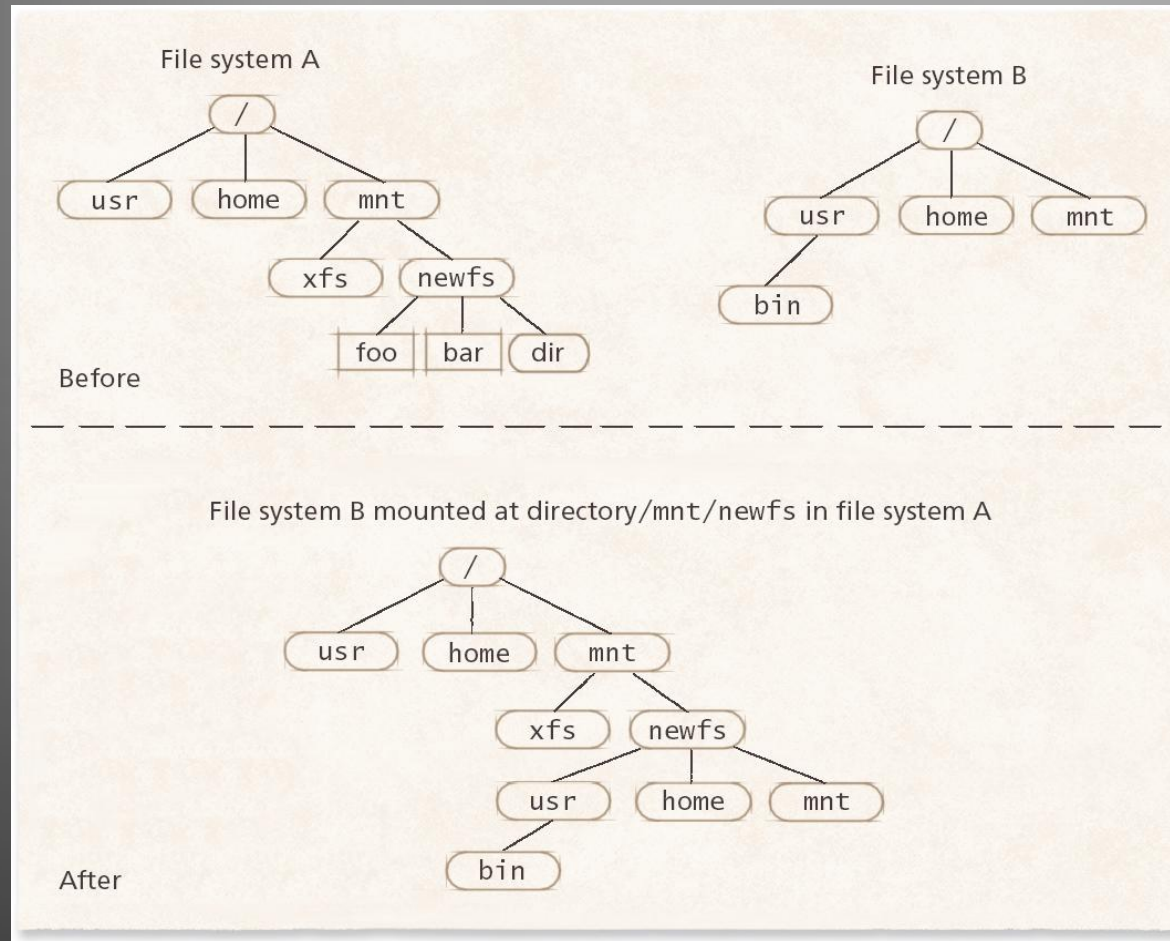 File system A
/
usr home mnt
xfs newfs
foo bar dir
File system B
/
usr home mnt
bin
Before
File system B mounted at directory/mnt/newfs in file system A
/
usr home mnt
xfs newfs
usr home mnt
bin
After